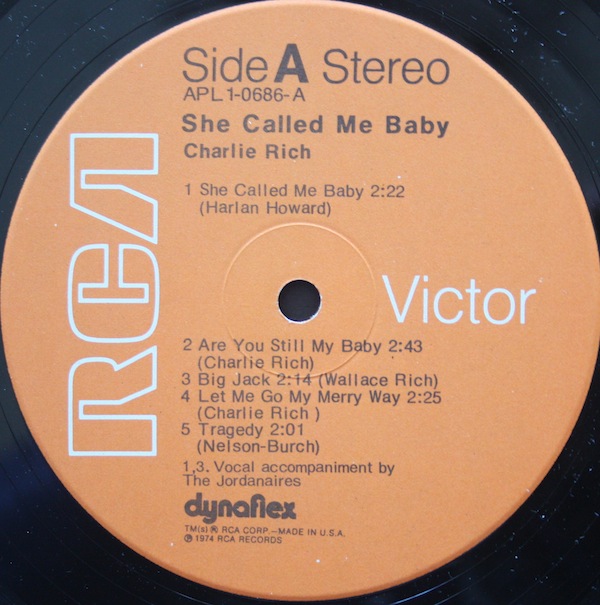 Side A Stereo
APL1-0686-A
She Called Me Baby
Charlie Rich
1 She Called Me Baby 2:22
(Harlan Howard)
RCA
Victor
2 Are You Still My Baby 2:43
(Charlie Rich)
3 Big Jack 2:14 (Wallace Rich)
4 Let Me Go My Merry Way 2:25
(Charlie Rich )
5 Tragedy 2:01
(Nelson-Burch)
1,3. Vocal accompaniment by
The Jordanaires
dynaflex
TM(s) ® RCA CORP.—MADE IN U.S.A.
℗ 1974 RCA RECORDS